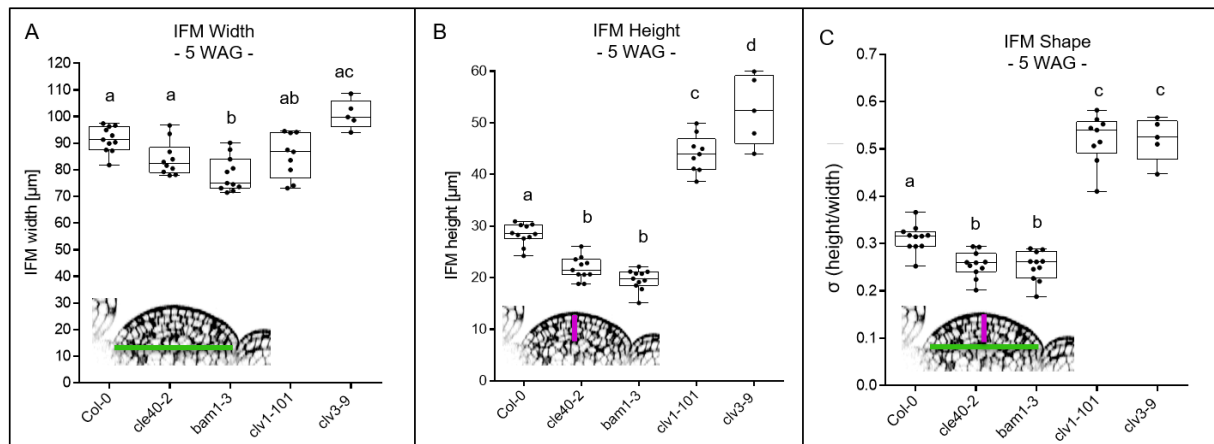 A
IFM Width
- 5 WAG -
IFM width [µm]
120
110
100
90
80
70
60
50
40
30
20
10
0
a
a
b
ab
ac
Col-0
cle40-2
bam1-3
clv1-101
clv3-9
B
IFM Height
- 5 WAG -
IFM height [µm]
60
50
40
30
20
10
0
a
b
b
c
d
Col-0
cle40-2
bam1-3
clv1-101
clv3-9
C
IFM Shape
- 5 WAG -
σ (height/width)
0.7
0.6
0.5
0.4
0.3
0.2
0.1
0.0
a
b
b
c
c
Col-0
cle40-2
bam1-3
clv1-101
clv3-9